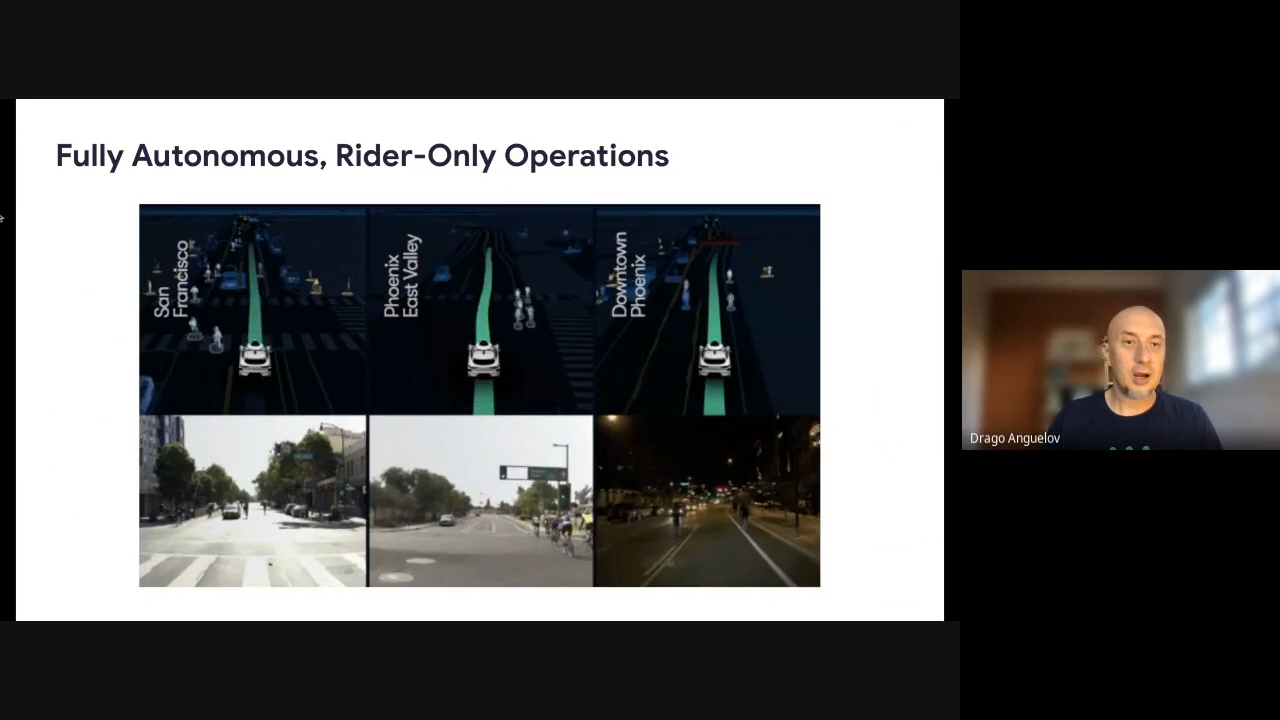 Fully Autonomous, Rider-Only Operations
San
Francisco
Phoenix
East Valley
Downtown
Phoenix
Drago Anguelov